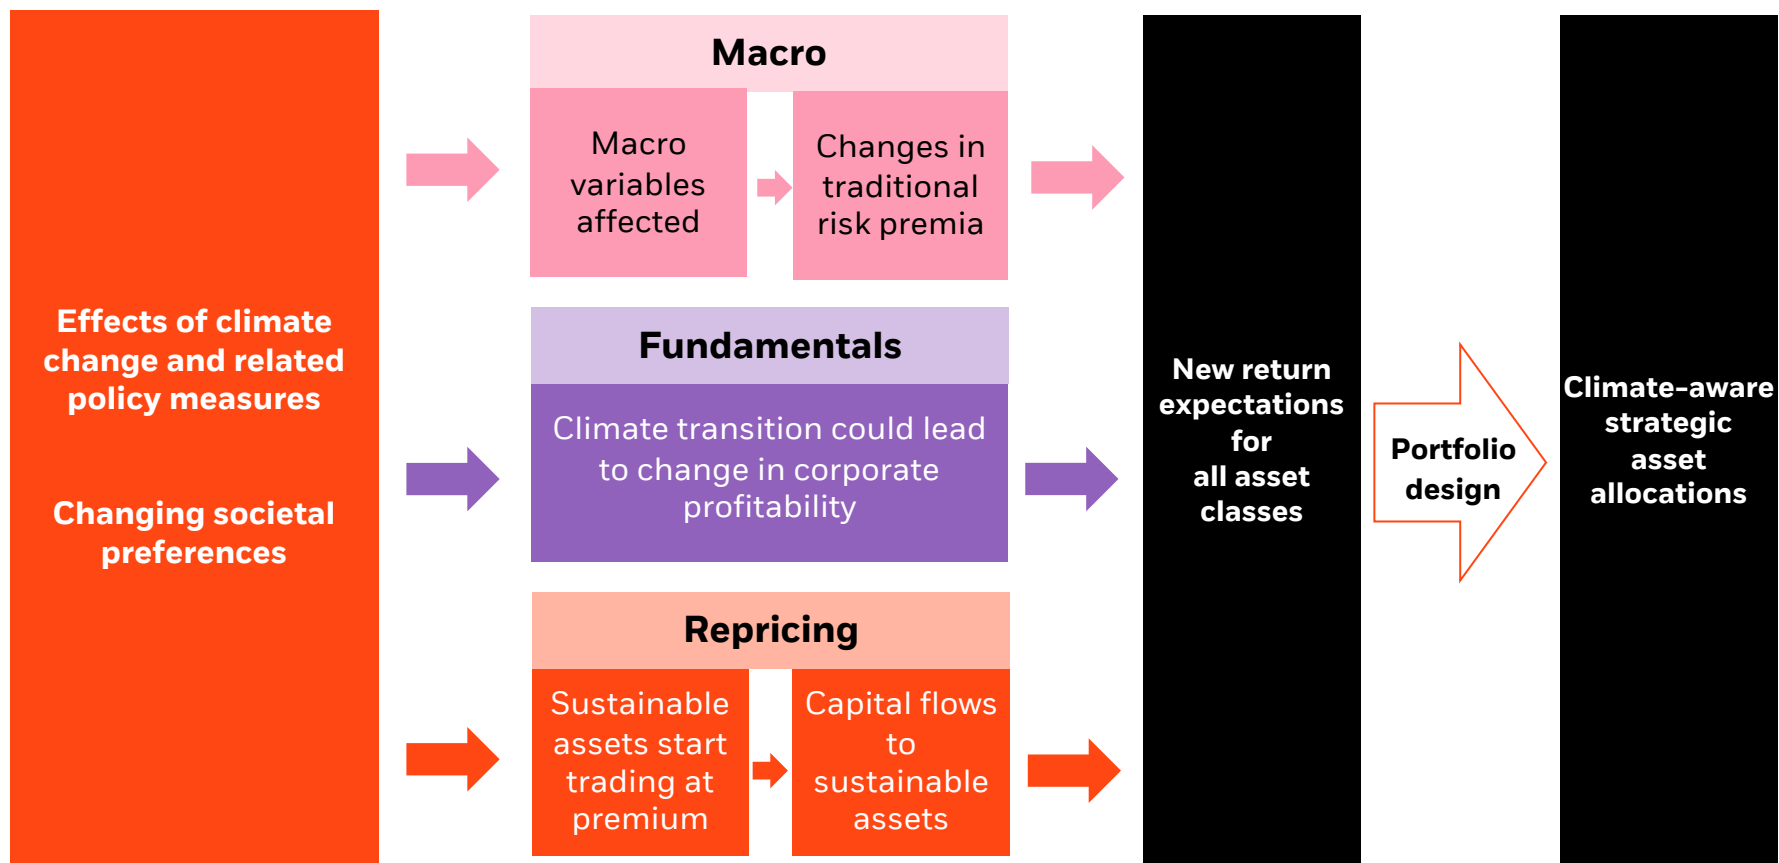 Effects of climate
change and related
policy measures
Changing societal
preferences
Macro
Macro
variables
affected
Changes in
traditional
risk premia
Fundamentals
Climate transition could lead
to change in corporate
profitability
Repricing
Sustainable
assets start
trading at
premium
Capital flows
to
sustainable
assets
New return
expectations
for
all asset
classes
Portfolio
design
Climate-aware
strategic
asset
allocations